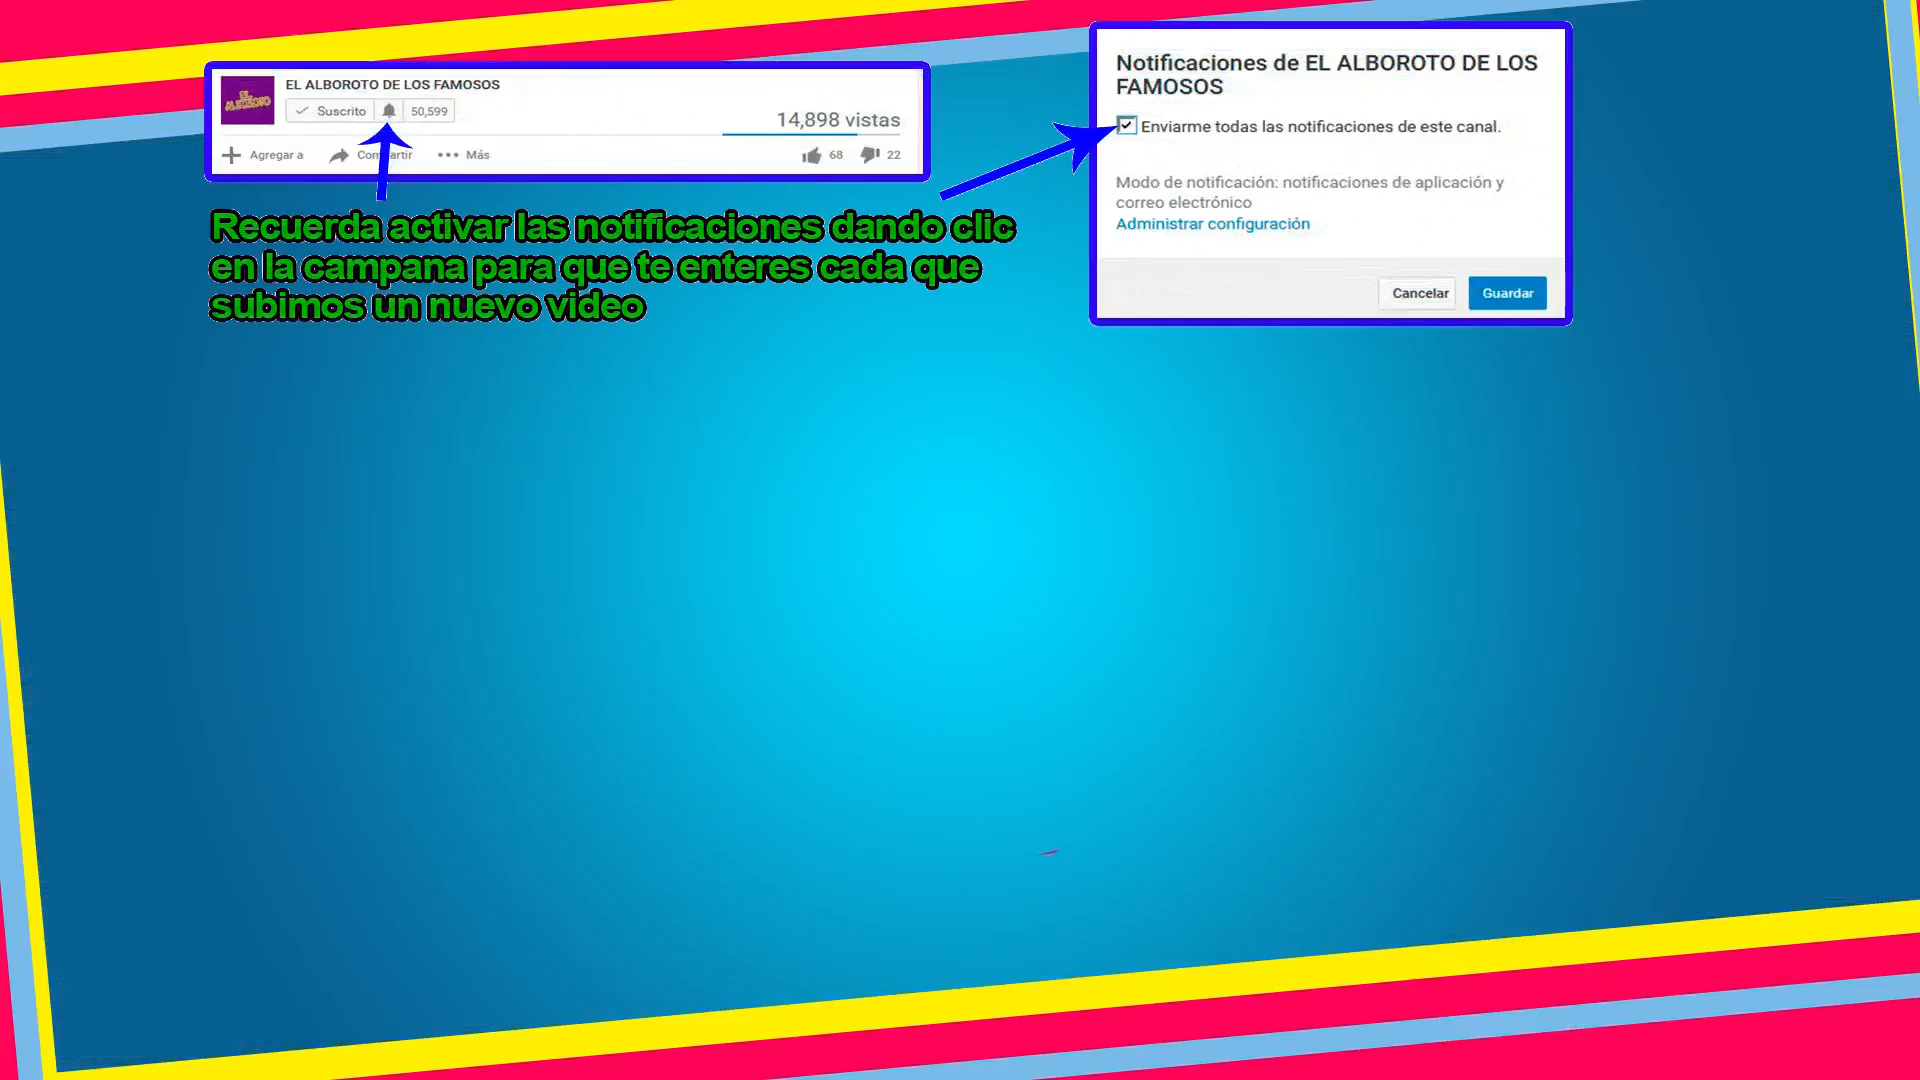 EL ALBOROTO DE LOS FAMOSOS
EL
ALBOROTO
Suscrito
50,599
14,898 vistas
Agregar a
Compartir
Más
68
22
Recuerda activar las notificaciones dando clic
en la campana para que te enteres cada que
subimos un nuevo video
Notificaciones de EL ALBOROTO DE LOS
FAMOSOS
Enviarme todas las notificaciones de este canal.
Modo de notificación: notificaciones de aplicación y
correo electrónico
Administrar configuración
Cancelar
Guardar